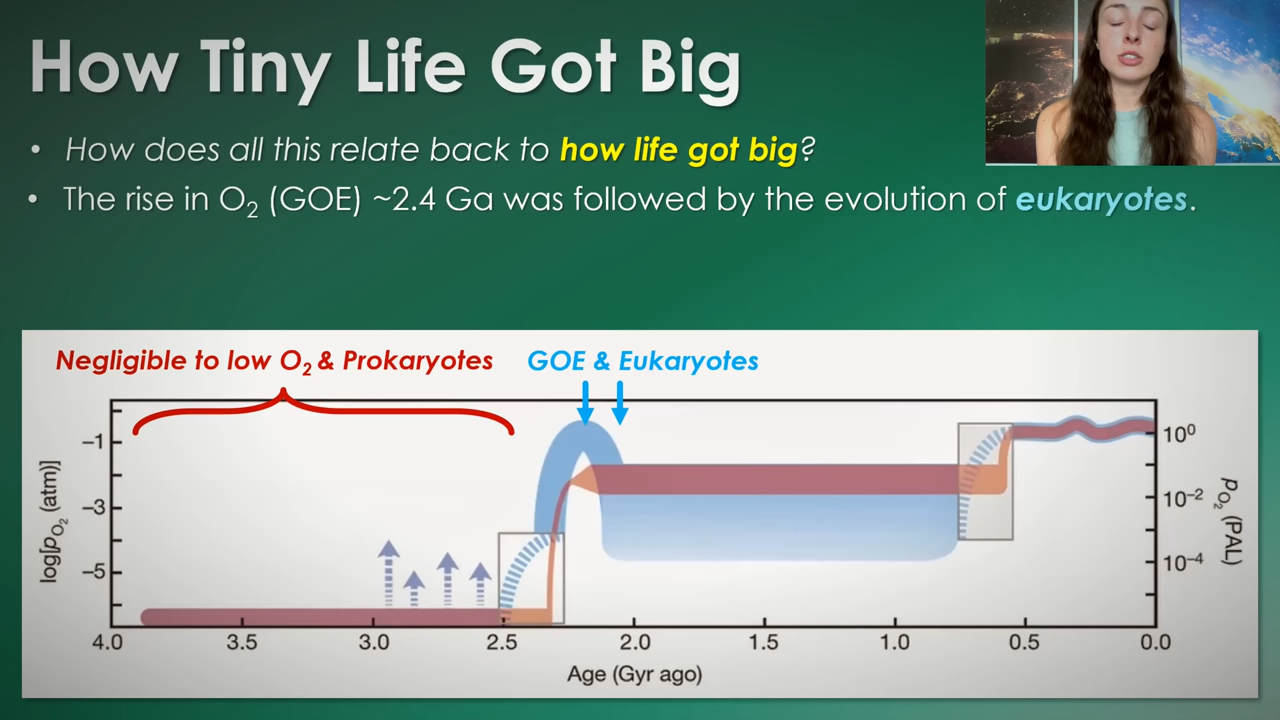 How Tiny Life Got Big
• How does all this relate back to how life got big?
• The rise in O₂ (GOE) ~2.4 Ga was followed by the evolution of eukaryotes.
Negligible to low O₂ & Prokaryotes
GOE & Eukaryotes
log[pO₂ (atm)]
−1
−3
−5
10⁰
10⁻²
10⁻⁴
pO₂ (PAL)
4.0 3.5 3.0 2.5 2.0 1.5 1.0 0.5 0.0
Age (Gyr ago)